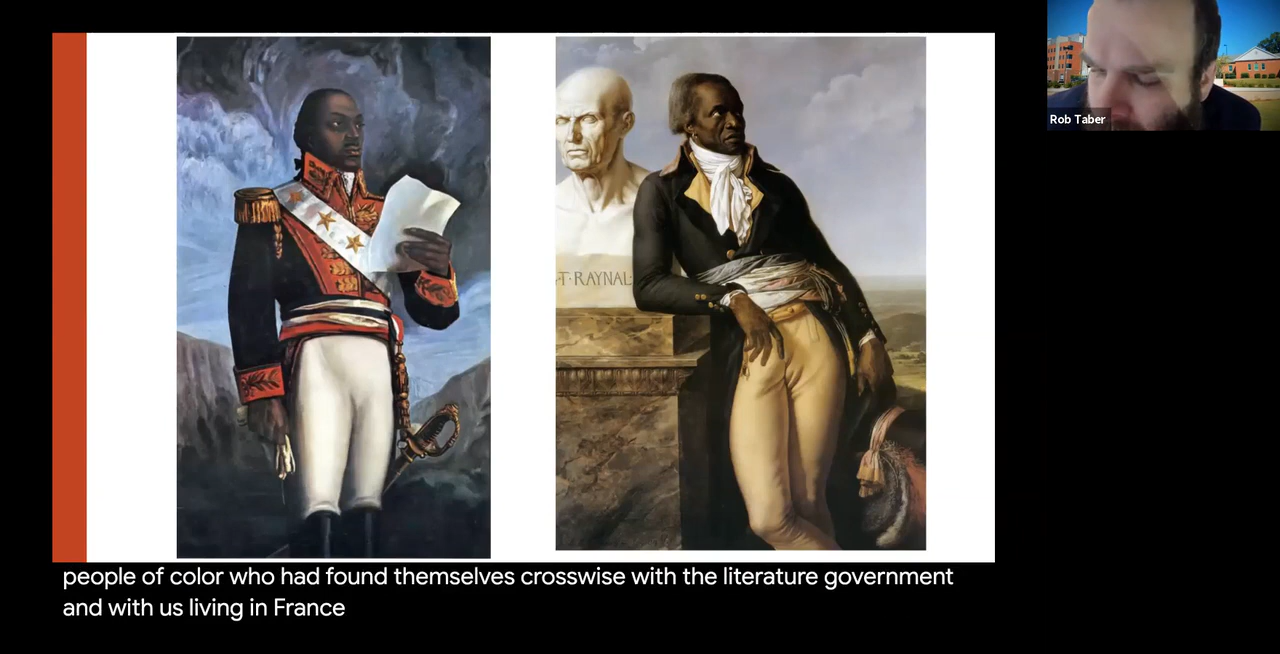 Rob Taber
T. RAYNAL
people of color who had found themselves crosswise with the literature government
and with us living in France